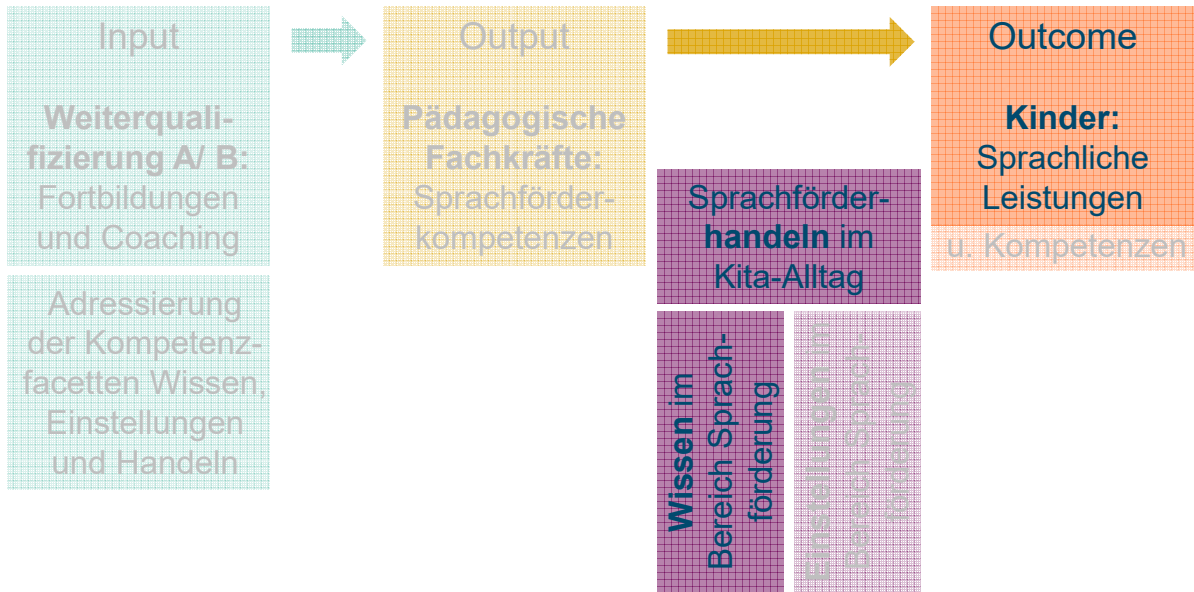 Input
Weiterquali-
fizierung A/ B:
Fortbildungen
und Coaching
Adressierung
der Kompetenz-
facetten Wissen,
Einstellungen
und Handeln
Output
Pädagogische
Fachkräfte:
Sprachförder-
kompetenzen
Sprachförder-
handeln im
Kita-Alltag
Wissen im
Bereich Sprach-
förderung
Einstellungen im
Bereich Sprach-
förderung
Outcome
Kinder:
Sprachliche
Leistungen
u. Kompetenzen